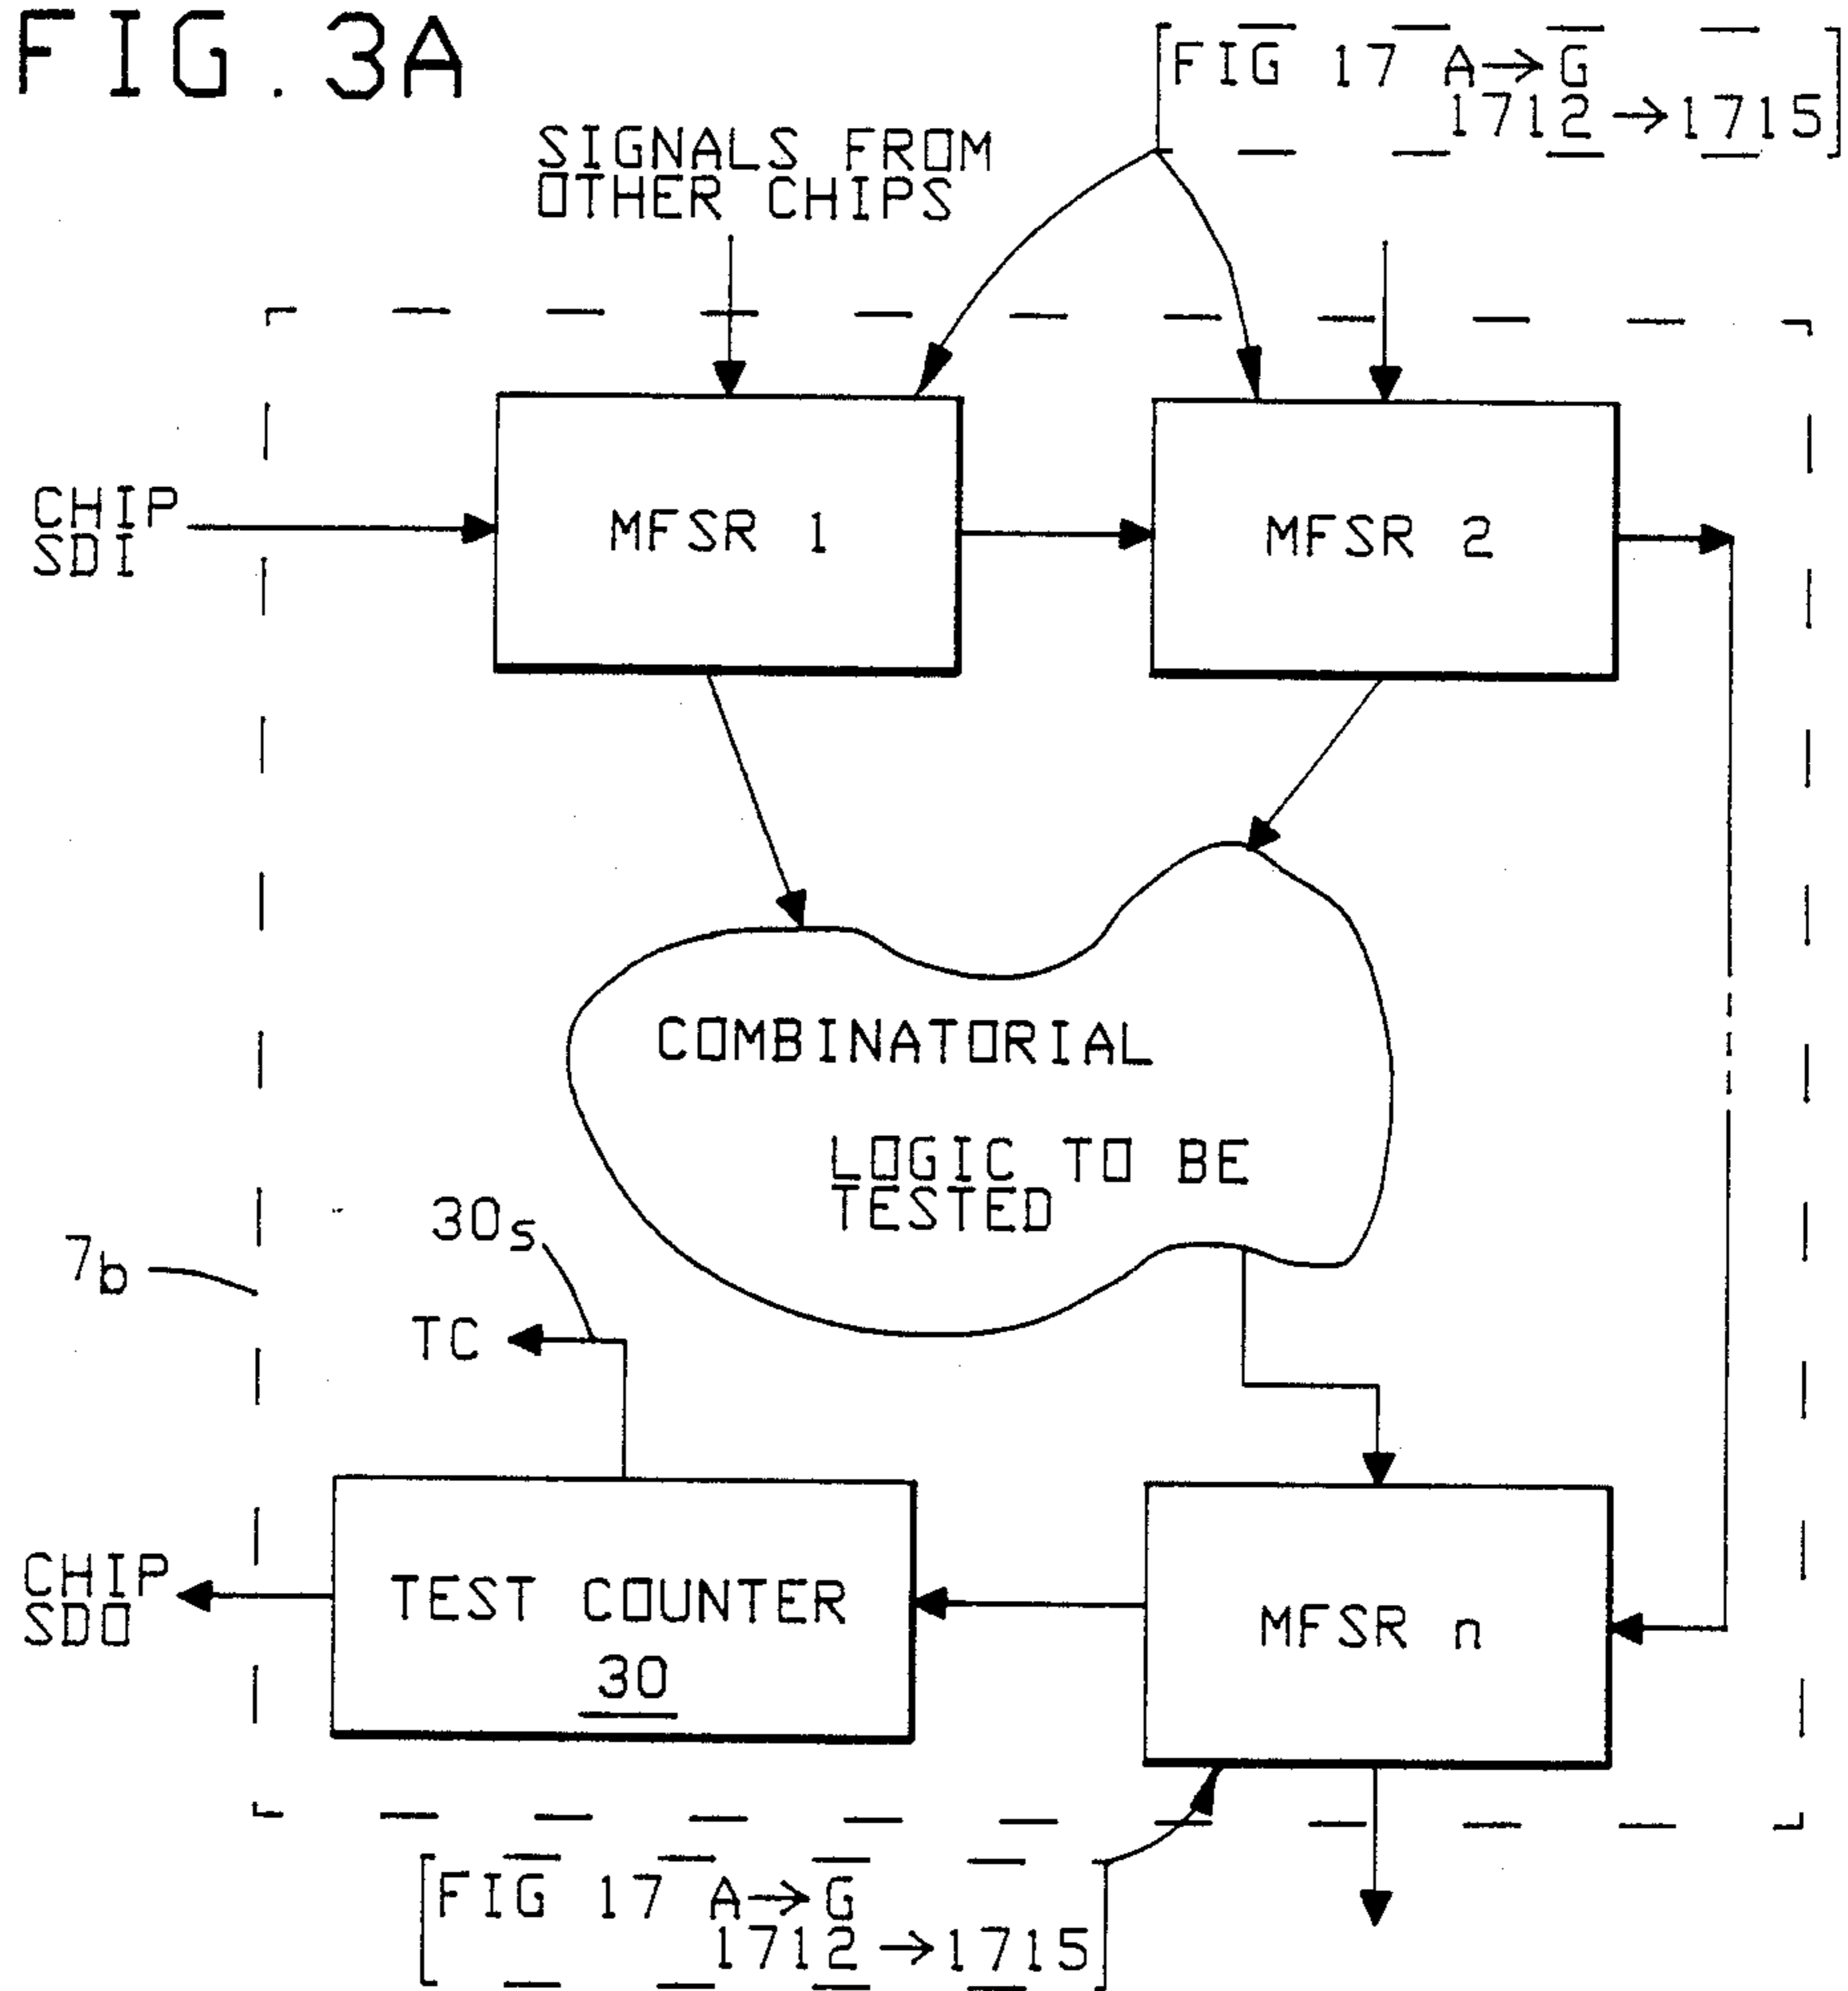 FIG. 3A
FIG 17 A→G
1712→1715
SIGNALS FROM
OTHER CHIPS
CHIP
SDI
MFSR 1
MFSR 2
COMBINATORIAL
LOGIC TO BE
TESTED
30s
7b
TC
CHIP
SDO
TEST COUNTER
30
MFSR n
FIG 17 A→G
1712→1715